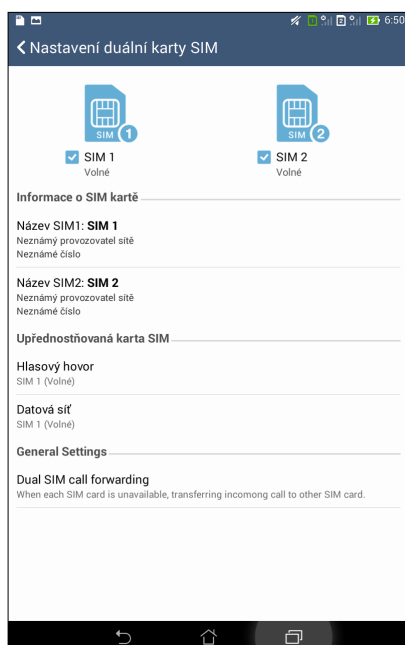 1 2 6:50
Nastavení duální karty SIM
SIM 1 SIM 2
SIM 1 SIM 2
Volné Volné
Informace o SIM kartě
Název SIM1: SIM 1
Neznámý provozovatel sítě
Neznámé číslo
Název SIM2: SIM 2
Neznámý provozovatel sítě
Neznámé číslo
Upřednostňovaná karta SIM
Hlasový hovor
SIM 1 (Volné)
Datová síť
SIM 1 (Volné)
General Settings
Dual SIM call forwarding
When each SIM card is unavailable, transferring incomong call to other SIM card.